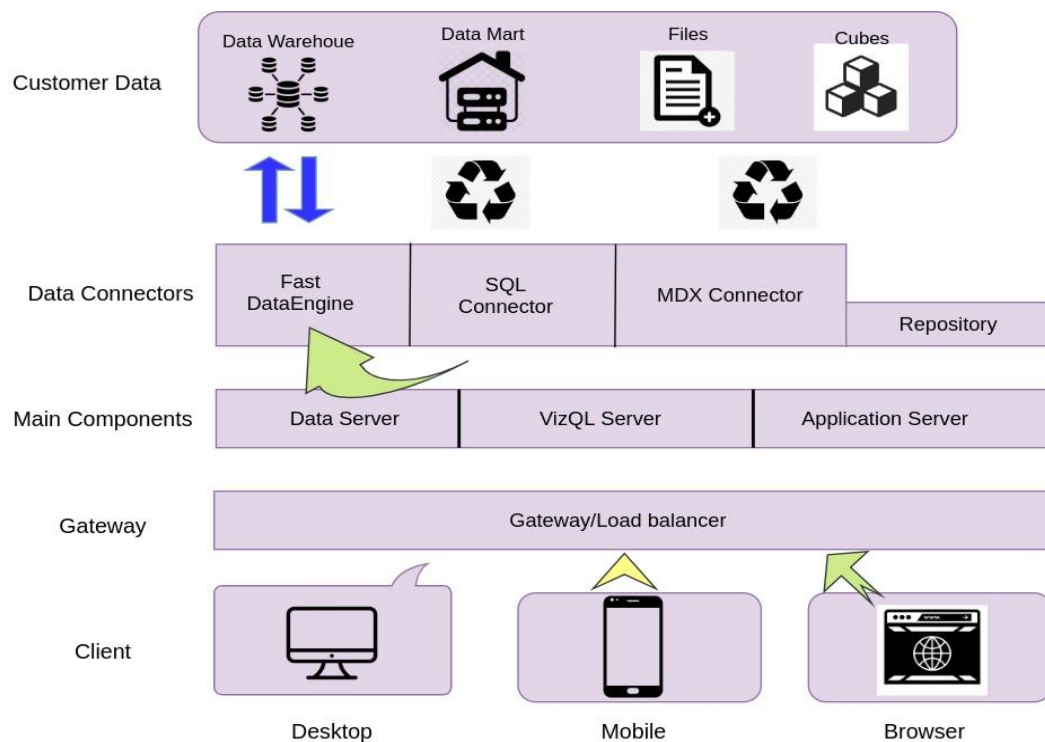 Customer Data
Data Warehoue
Data Mart
Files
Cubes
Data Connectors
Fast
DataEngine
SQL
Connector
MDX Connector
Repository
Main Components
Data Server
VizQL Server
Application Server
Gateway
Gateway/Load balancer
Client
www.
Desktop
Mobile
Browser